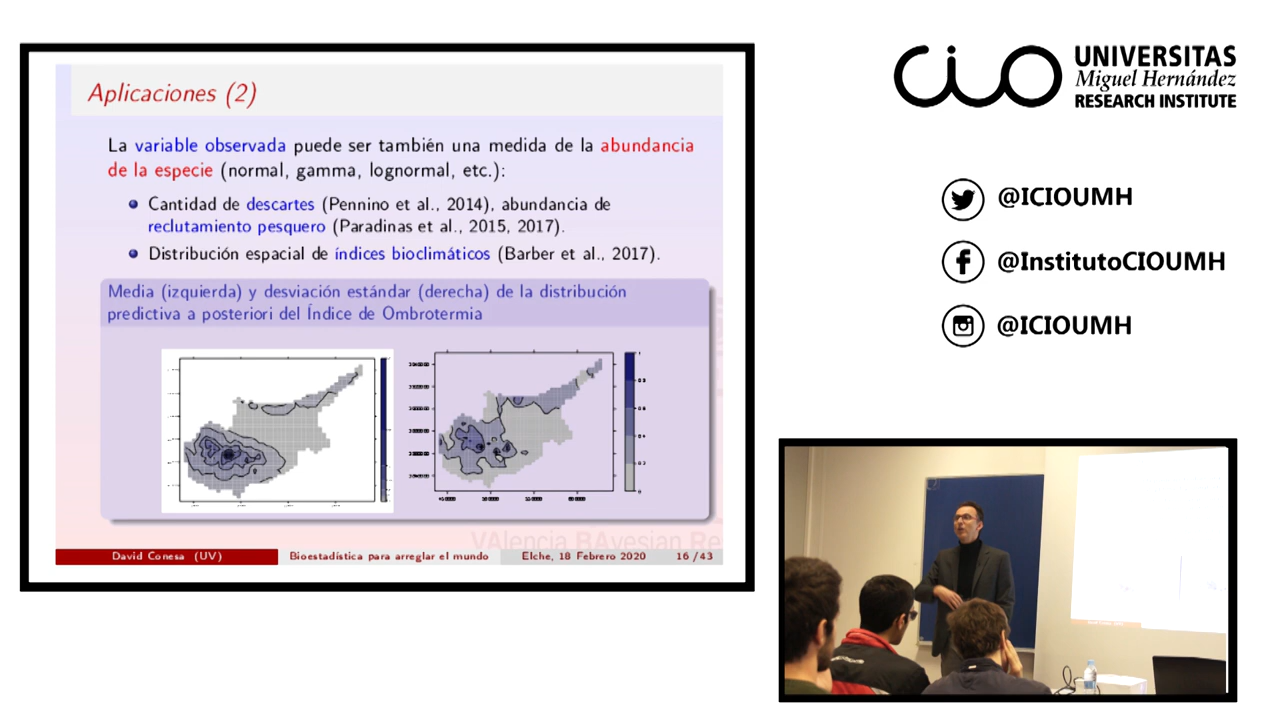 Aplicaciones (2)
La variable observada puede ser también una medida de la abundancia
de la especie (normal, gamma, lognormal, etc.):
Cantidad de descartes (Pennino et al., 2014), abundancia de
reclutamiento pesquero (Paradinas et al., 2015, 2017).
Distribución espacial de índices bioclimáticos (Barber et al., 2017).
Media (izquierda) y desviación estándar (derecha) de la distribución
predictiva a posteriori del Índice de Ombrotermia
VAlencia BAyesian Re
David Conesa (UV) Bioestadística para arreglar el mundo Elche, 18 Febrero 2020 16/43
cio UNIVERSITAS
Miguel Hernández
RESEARCH INSTITUTE
@ICIOUMH
@InstitutoCIOUMH
@ICIOUMH